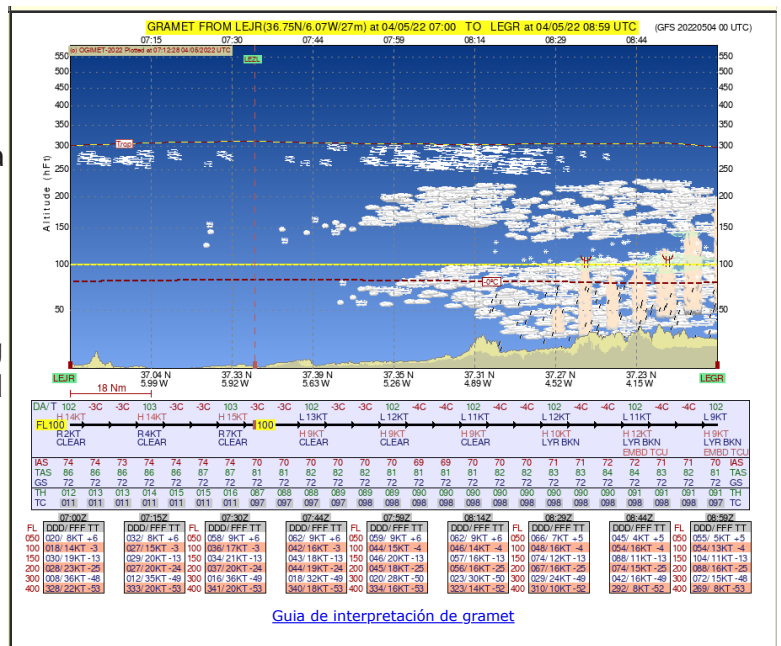 GRAMET FROM LEJR(36.75N/6.07W/27m) at 04/05/22 07:00 TO LEGR at 04/05/22 08:59 UTC (GFS 20220504 00 UTC)
07:15 07:30 07:44 07:59 08:14 08:29 08:44
(c) OGIMET-2022 Plotted at 07:12:28 04/05/2022 UTC
LEZL
550 550
500 500
450 450
400 400
350 350
300 Trop 300
250 250
200 200
150 150
100 100
0ºC
50 50
Altitude (hFt)
LEJR LEGR
37.04 N 37.33 N 37.39 N 37.35 N 37.31 N 37.27 N 37.23 N
5.99 W 5.92 W 5.63 W 5.26 W 4.89 W 4.52 W 4.15 W
18 Nm
DA/T 102 -3C -3C 103 -3C -3C 103 -3C -3C 102 -3C -4C 102 -4C -4C 102 -4C -4C 102 -4C -4C 102 -4C -4C 102
H 14KT H 14KT H 15KT L 13KT L 12KT L 11KT L 12KT L 11KT L 9KT
FL100 100
R 2KT R 4KT R 7KT H 9KT H 9KT H 9KT H 10KT H 12KT H 9KT
CLEAR CLEAR CLEAR CLEAR CLEAR CLEAR LYR BKN LYR BKN LYR BKN
EMBD TCU EMBD TCU
IAS 74 74 73 74 74 74 74 70 70 70 70 70 70 69 69 70 70 70 71 71 72 72 71 71 70 IAS
TAS 86 86 86 86 86 87 87 81 81 82 82 82 81 81 81 81 82 82 83 83 84 84 83 82 81 TAS
GS 72 72 72 72 72 72 72 72 72 72 72 72 72 72 72 72 72 72 72 72 72 72 72 72 72 GS
TH 012 013 013 014 015 015 016 087 088 088 089 089 089 090 090 090 090 090 090 090 090 091 091 091 091 TH
TC 011 011 011 011 011 011 011 097 097 097 097 097 098 098 098 098 098 098 098 098 098 098 098 098 098 TC
07:00Z 07:15Z 07:30Z 07:44Z 07:59Z 08:14Z 08:29Z 08:44Z 08:59Z
FL DDD/ FFF TT DDD/ FFF TT DDD/ FFF TT FL DDD/ FFF TT DDD/ FFF TT FL DDD/ FFF TT FL DDD/ FFF TT DDD/ FFF TT FL DDD/ FFF TT
050 020/ 8KT +6 032/ 8KT +6 058/ 9KT +6 050 062/ 9KT +6 059/ 9KT +6 050 062/ 9KT +6 050 066/ 7KT +5 045/ 4KT +5 050 055/ 5KT +5
100 018/14KT -3 027/15KT -3 036/17KT -3 100 042/16KT -3 044/15KT -4 100 046/14KT -4 100 048/16KT -4 054/16KT -4 100 054/13KT -4
150 030/19KT -13 027/16KT -13 034/21KT -13 150 043/18KT -13 046/20KT -13 150 057/16KT -13 150 074/12KT -13 088/11KT -13 150 104/11KT -13
200 028/23KT -25 027/20KT -24 037/20KT -24 200 044/19KT -24 045/18KT -25 200 056/16KT -25 200 067/16KT -25 074/15KT -25 200 088/16KT -25
300 008/36KT -48 012/35KT -49 016/36KT -49 300 018/32KT -49 020/28KT -50 300 023/30KT -50 300 029/24KT -49 042/16KT -49 300 072/15KT -48
400 328/22KT -53 333/20KT -53 341/20KT -53 400 340/18KT -53 334/16KT -53 400 323/14KT -52 400 310/10KT -52 292/ 8KT -52 400 269/ 8KT -53
Guia de interpretación de gramet